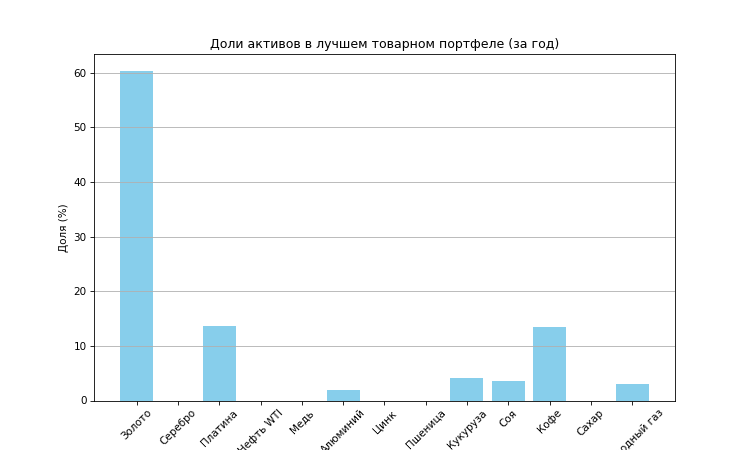 Доли активов в лучшем товарном портфеле (за год)
Доля (%)
60
50
40
30
20
10
0
Золото
Серебро
Платина
Нефть WTI
Медь
Алюминий
Цинк
Пшеница
Кукуруза
Соя
Кофе
Сахар
газ